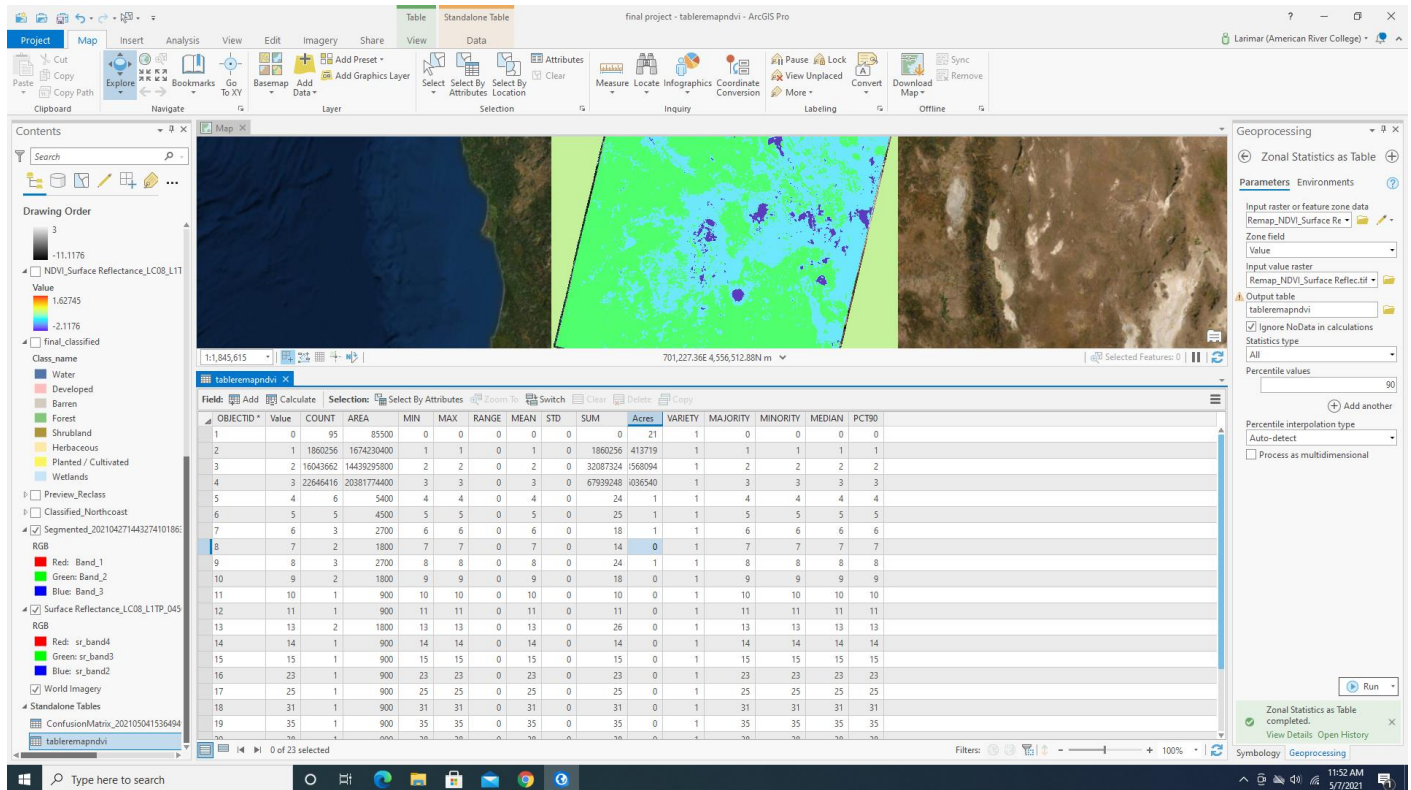 Table
Standalone Table
final project - tableremapndvi - ArcGIS Pro
? — ×
Project Map Insert Analysis View Edit Imagery Share View Data
Larimar (American River College)
Paste
Cut
Copy
Copy Path
Clipboard
Explore
Bookmarks
Go To XY
Navigate
Basemap
Add Data
Add Preset
Add Graphics Layer
Layer
Select
Select By Attributes
Select By Location
Attributes
Clear
Selection
Measure
Locate
Infographics
Coordinate Conversion
Inquiry
Pause
Lock
View Unplaced
More
Convert
Labeling
Download Map
Sync
Remove
Offline
Contents
Search
Drawing Order
3
-11.1176
NDVI_Surface Reflectance_LC08_L1T
Value
1.62745
-2.1176
final_classified
Class_name
Water
Developed
Barren
Forest
Shrubland
Herbaceous
Planted / Cultivated
Wetlands
Preview_Reclass
Classified_Northcoast
Segmented_202104271443274101863
RGB
Red: Band_1
Green: Band_2
Blue: Band_3
Surface Reflectance_LC08_L1TP_045
RGB
Red: sr_band4
Green: sr_band3
Blue: sr_band2
World Imagery
Standalone Tables
ConfusionMatrix_202105041536494
tableremapndvi
Map
1:1,845,615
701,227.36E 4,556,512.88N m
Selected Features: 0
tableremapndvi
Field: Add Calculate Selection: Select By Attributes Zoom To Switch Clear Delete Copy
OBJECTID * Value COUNT AREA MIN MAX RANGE MEAN STD SUM Acres VARIETY MAJORITY MINORITY MEDIAN PCT90
1 0 95 85500 0 0 0 0 0 0 21 1 0 0 0 0
2 1 1860256 1674230400 1 1 0 1 0 1860256 413719 1 1 1 1 1
3 2 16043662 14439295800 2 2 0 2 0 32087324 568094 1 2 2 2 2
4 3 22646416 20381774400 3 3 0 3 0 67939248 036540 1 3 3 3 3
5 4 6 5400 4 4 0 4 0 24 1 1 4 4 4 4
6 5 5 4500 5 5 0 5 0 25 1 1 5 5 5 5
7 6 3 2700 6 6 0 6 0 18 1 1 6 6 6 6
8 7 2 1800 7 7 0 7 0 14 0 1 7 7 7 7
9 8 3 2700 8 8 0 8 0 24 1 1 8 8 8 8
10 9 2 1800 9 9 0 9 0 18 0 1 9 9 9 9
11 10 1 900 10 10 0 10 0 10 0 1 10 10 10 10
12 11 1 900 11 11 0 11 0 11 0 1 11 11 11 11
13 13 2 1800 13 13 0 13 0 26 0 1 13 13 13 13
14 14 1 900 14 14 0 14 0 14 0 1 14 14 14 14
15 15 1 900 15 15 0 15 0 15 0 1 15 15 15 15
16 23 1 900 23 23 0 23 0 23 0 1 23 23 23 23
17 25 1 900 25 25 0 25 0 25 0 1 25 25 25 25
18 31 1 900 31 31 0 31 0 31 0 1 31 31 31 31
19 35 1 900 35 35 0 35 0 35 0 1 35 35 35 35
0 of 23 selected
Filters:
100%
Geoprocessing
Zonal Statistics as Table
Parameters Environments
Input raster or feature zone data
Remap_NDVI_Surface Re
Zone field
Value
Input value raster
Remap_NDVI_Surface Reflec.tif
Output table
tableremapndvi
Ignore NoData in calculations
Statistics type
All
Percentile values
90
Add another
Percentile interpolation type
Auto-detect
Process as multidimensional
Run
Zonal Statistics as Table completed.
View Details Open History
Symbology Geoprocessing
Type here to search
11:52 AM
5/7/2021